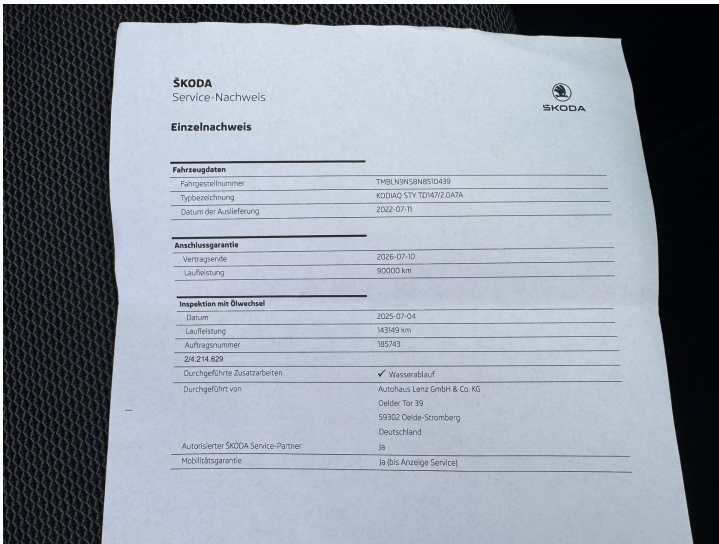 ŠKODA
Service-Nachweis
ŠKODA
Einzelnachweis
Fahrzeugdaten
Fahrgestellnummer TMBLN9NS8N8510439
Typbezeichnung KODIAQ STY TD147/2.0A7A
Datum der Auslieferung 2022-07-11
Anschlussgarantie
Vertragsende 2026-07-10
Laufleistung 90000 km
Inspektion mit Ölwechsel
Datum 2025-07-04
Laufleistung 143149 km
Auftragsnummer 185743
2/4.214.629
Durchgeführte Zusatzarbeiten ✓ Wasserablauf
Durchgeführt von Autohaus Lenz GmbH & Co. KG
Oelder Tor 39
59302 Oelde-Stromberg
Deutschland
Autorisierter ŠKODA Service-Partner Ja
Mobilitätsgarantie Ja (bis Anzeige Service)